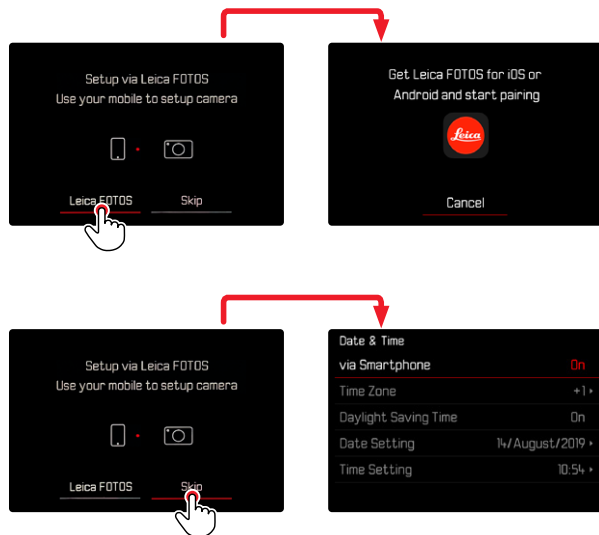 Setup via Leica FOTOS
Use your mobile to setup camera
Leica FOTOS Skip
Get Leica FOTOS for iOS or
Android and start pairing
Leica
Cancel
Setup via Leica FOTOS
Use your mobile to setup camera
Leica FOTOS Skip
Date & Time
via Smartphone On
Time Zone +1
Daylight Saving Time On
Date Setting 14/August/2019
Time Setting 10:54